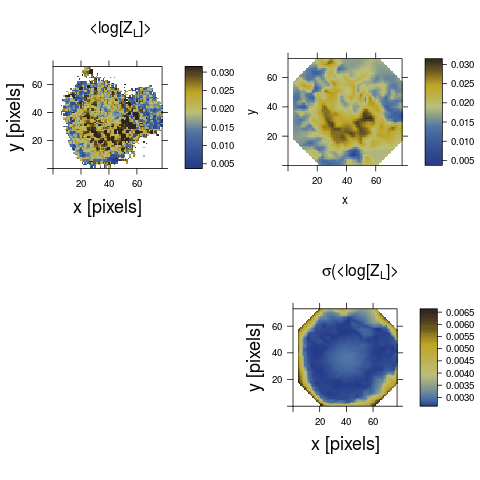 <log[Z_L]>
60
40
20
20 40 60
x [pixels]
y [pixels]
0.030
0.025
0.020
0.015
0.010
0.005
60
40
20
20 40 60
x
y
0.030
0.025
0.020
0.015
0.010
0.005
σ(<log[Z_L]>
60
40
20
20 40 60
x [pixels]
y [pixels]
0.0065
0.0060
0.0055
0.0050
0.0045
0.0040
0.0035
0.0030